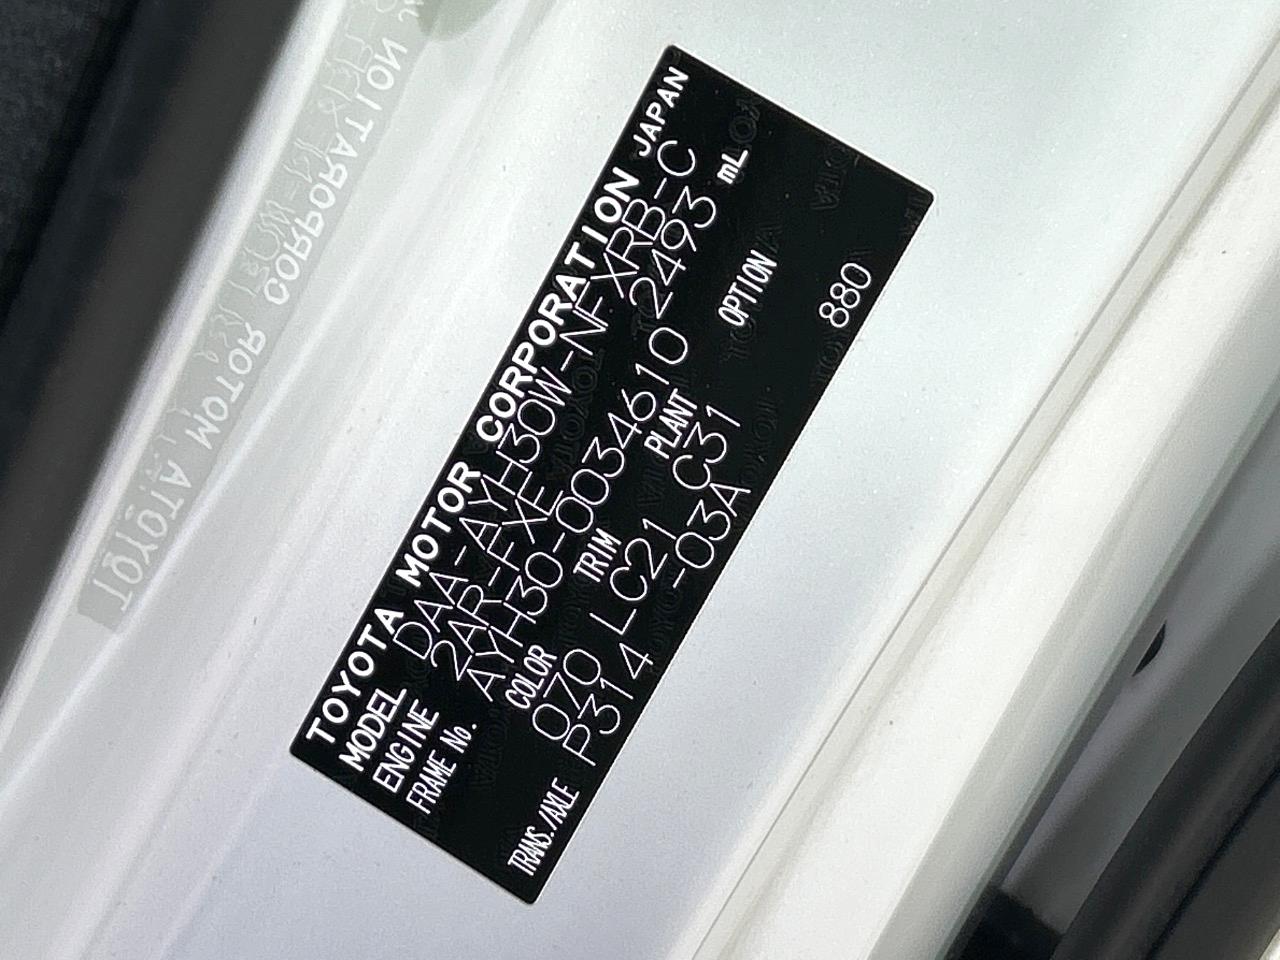 TOYOTA MOTOR CORPORATION JAPAN
MODEL DAA-AYH30W-NFXRB-C
ENGINE 2AR-FXE 2493 mL
FRAME No. AYH30-0034610
COLOR TRIM PLANT OPTION
070 LC21 C31 880
TRANS./AXLE P314 -03A